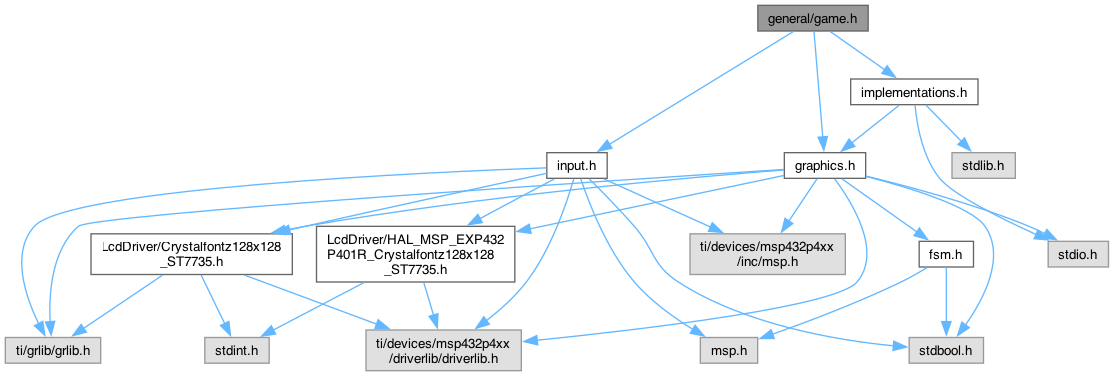 general/game.h
implementations.h
input.h
graphics.h
stdlib.h
LcdDriver/Crystalfontz128x128
_ST7735.h
LcdDriver/HAL_MSP_EXP432
P401R_Crystalfontz128x128
_ST7735.h
ti/devices/msp432p4xx
/inc/msp.h
fsm.h
stdio.h
ti/grlib/grlib.h
stdint.h
ti/devices/msp432p4xx
/driverlib/driverlib.h
msp.h
stdbool.h